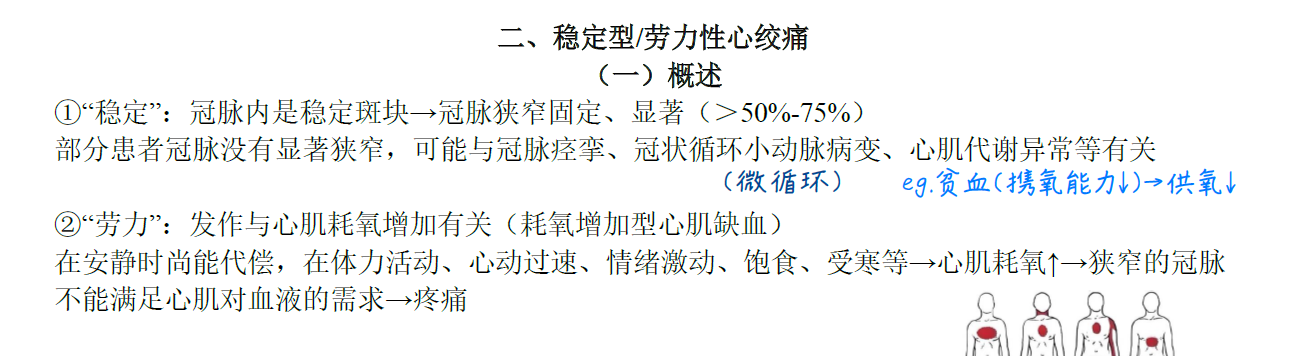 二、稳定型/劳力性心绞痛
（一）概述
①“稳定”：冠脉内是稳定斑块→冠脉狭窄固定、显著（＞50%-75%）
部分患者冠脉没有显著狭窄，可能与冠脉痉挛、冠状循环小动脉病变、心肌代谢异常等有关
（微循环） eg.贫血(携氧能力↓)→供氧↓
②“劳力”：发作与心肌耗氧增加有关（耗氧增加型心肌缺血）
在安静时尚能代偿，在体力活动、心动过速、情绪激动、饱食、受寒等→心肌耗氧↑→狭窄的冠脉
不能满足心肌对血液的需求→疼痛